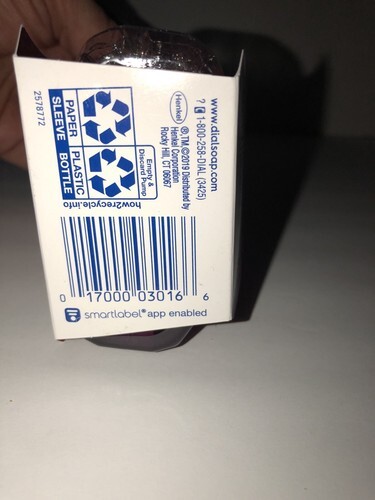 www.dialsoap.com
? 1-800-258-DIAL (3425)
Henkel
®,TM,©2019 Distributed by
Henkel Corporation
Rocky Hill, CT 06067
Empty &
Discard Pump
PAPER
SLEEVE
PLASTIC
BOTTLE
how2recycle.info
2578772
0 17000 03016 6
smartlabel® app enabled